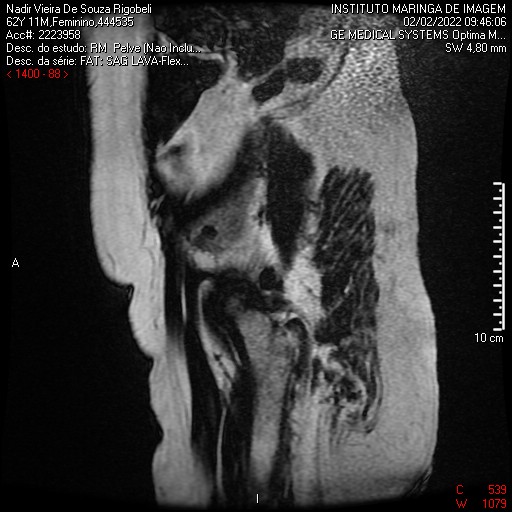 Nadir Vieira De Souza Rigobeli
62Y 11M,Feminino,444535
Acc#: 2223958
Desc. do estudo: RM_Pelve (Nao Inclu...
Desc. da série: FAT: SAG LAVA-Flex...
< 1400 - 88 >
INSTITUTO MARINGA DE IMAGEM
02/02/2022 09:46:06
GE MEDICAL SYSTEMS Optima M...
SW 4,80 mm
A
10 cm
I
C 539
W 1079